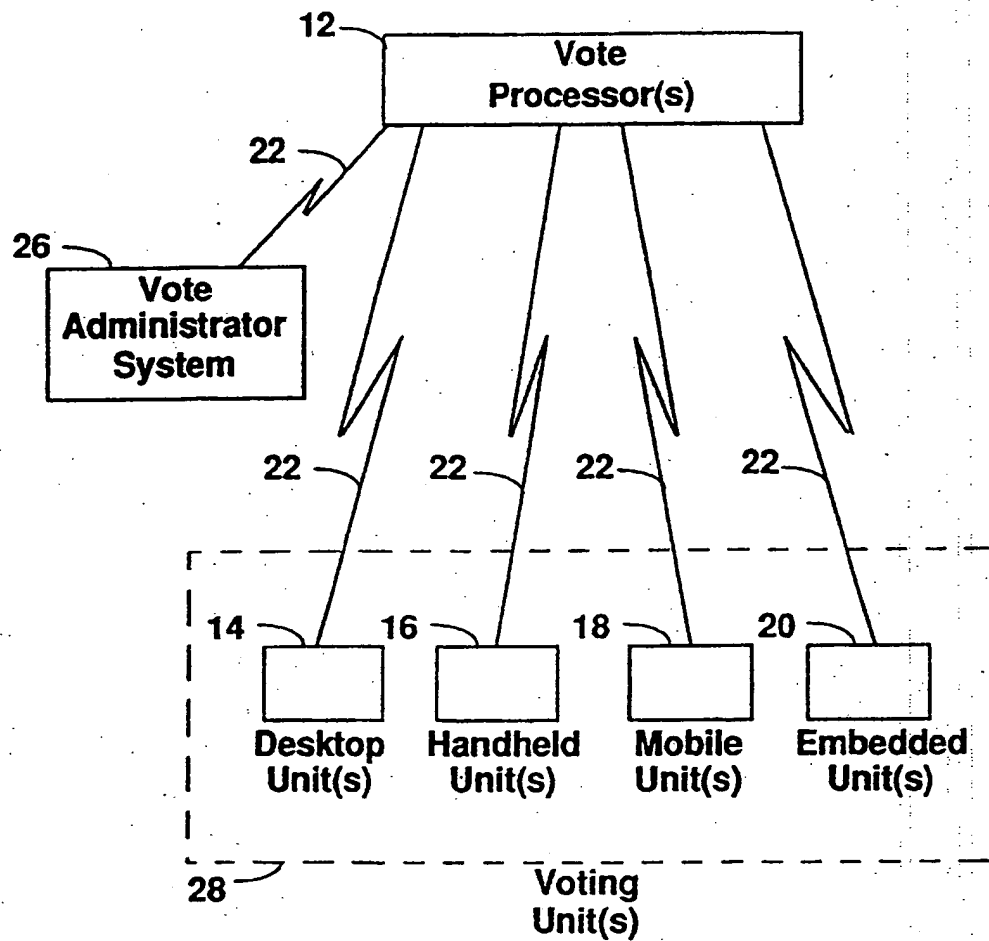 12
Vote
Processor(s)
22
26
Vote
Administrator
System
22
22
22
22
14
16
18
20
Desktop
Unit(s)
Handheld
Unit(s)
Mobile
Unit(s)
Embedded
Unit(s)
28
Voting
Unit(s)